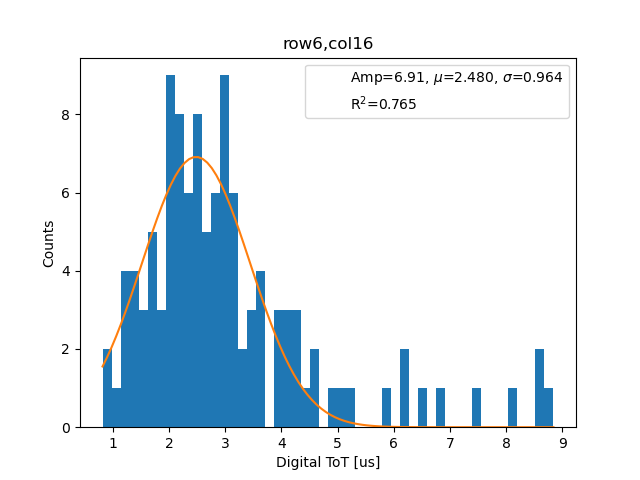 row6,col16
Amp=6.91, μ=2.480, σ=0.964
R²=0.765
Counts
8
6
4
2
0
1 2 3 4 5 6 7 8 9
Digital ToT [us]